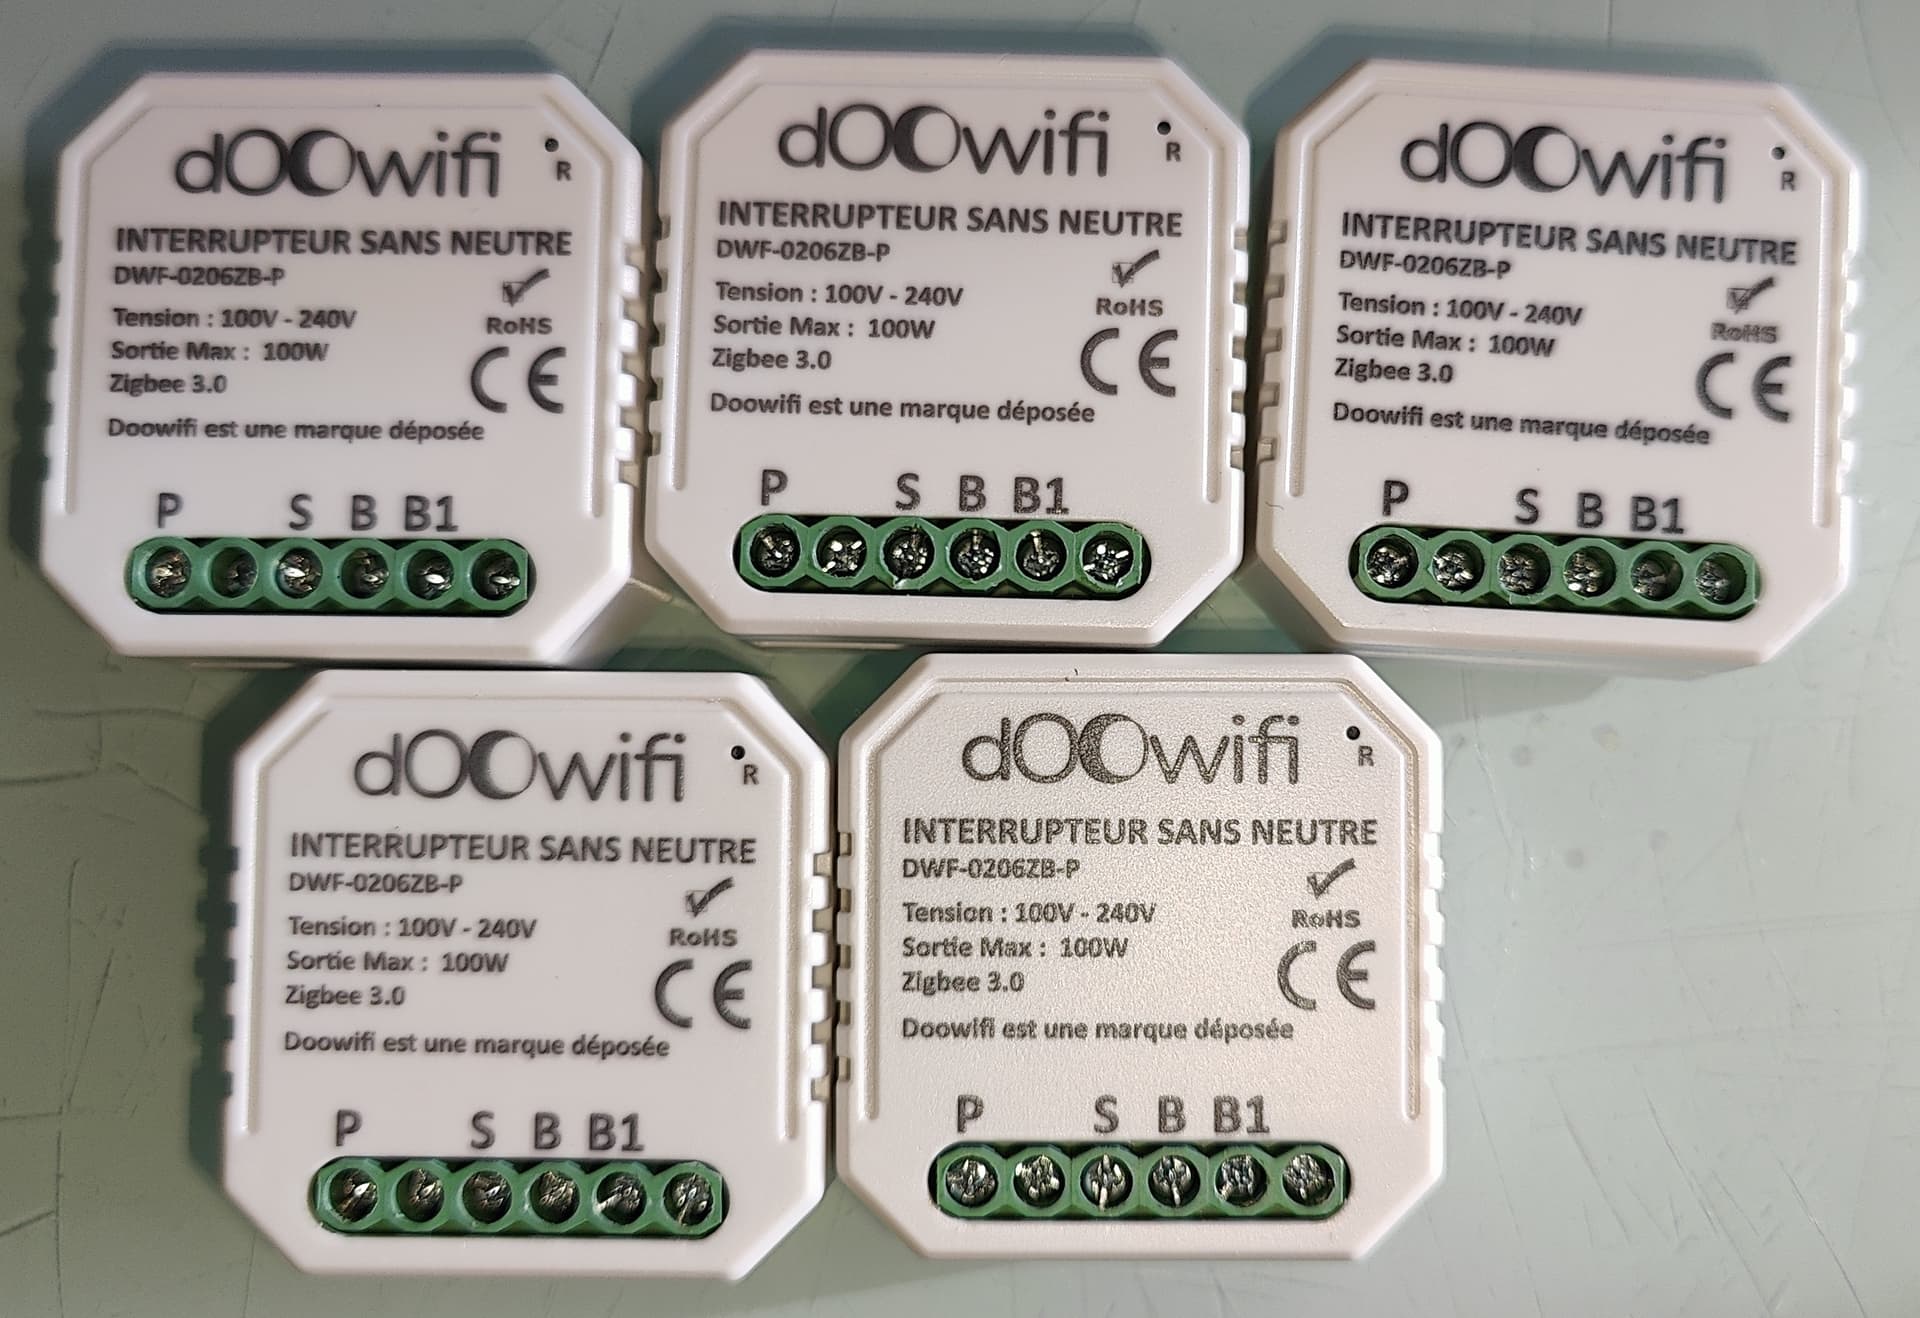 dOOwifi
R
INTERRUPTEUR SANS NEUTRE
DWF-0206ZB-P
Tension : 100V - 240V
RoHS
Sortie Max : 100W
CE
Zigbee 3.0
Doowifi est une marque déposée
P S B B1
dOOwifi
R
INTERRUPTEUR SANS NEUTRE
DWF-0206ZB-P
Tension : 100V - 240V
RoHS
Sortie Max : 100W
CE
Zigbee 3.0
Doowifi est une marque déposée
P S B B1
dOOwifi
R
INTERRUPTEUR SANS NEUTRE
DWF-0206ZB-P
Tension : 100V - 240V
RoHS
Sortie Max : 100W
CE
Zigbee 3.0
Doowifi est une marque déposée
P S B B1
dOOwifi
R
INTERRUPTEUR SANS NEUTRE
DWF-0206ZB-P
Tension : 100V - 240V
RoHS
Sortie Max : 100W
CE
Zigbee 3.0
Doowifi est une marque déposée
P S B B1
dOOwifi
R
INTERRUPTEUR SANS NEUTRE
DWF-0206ZB-P
Tension : 100V - 240V
RoHS
Sortie Max : 100W
CE
Zigbee 3.0
Doowifi est une marque déposée
P S B B1